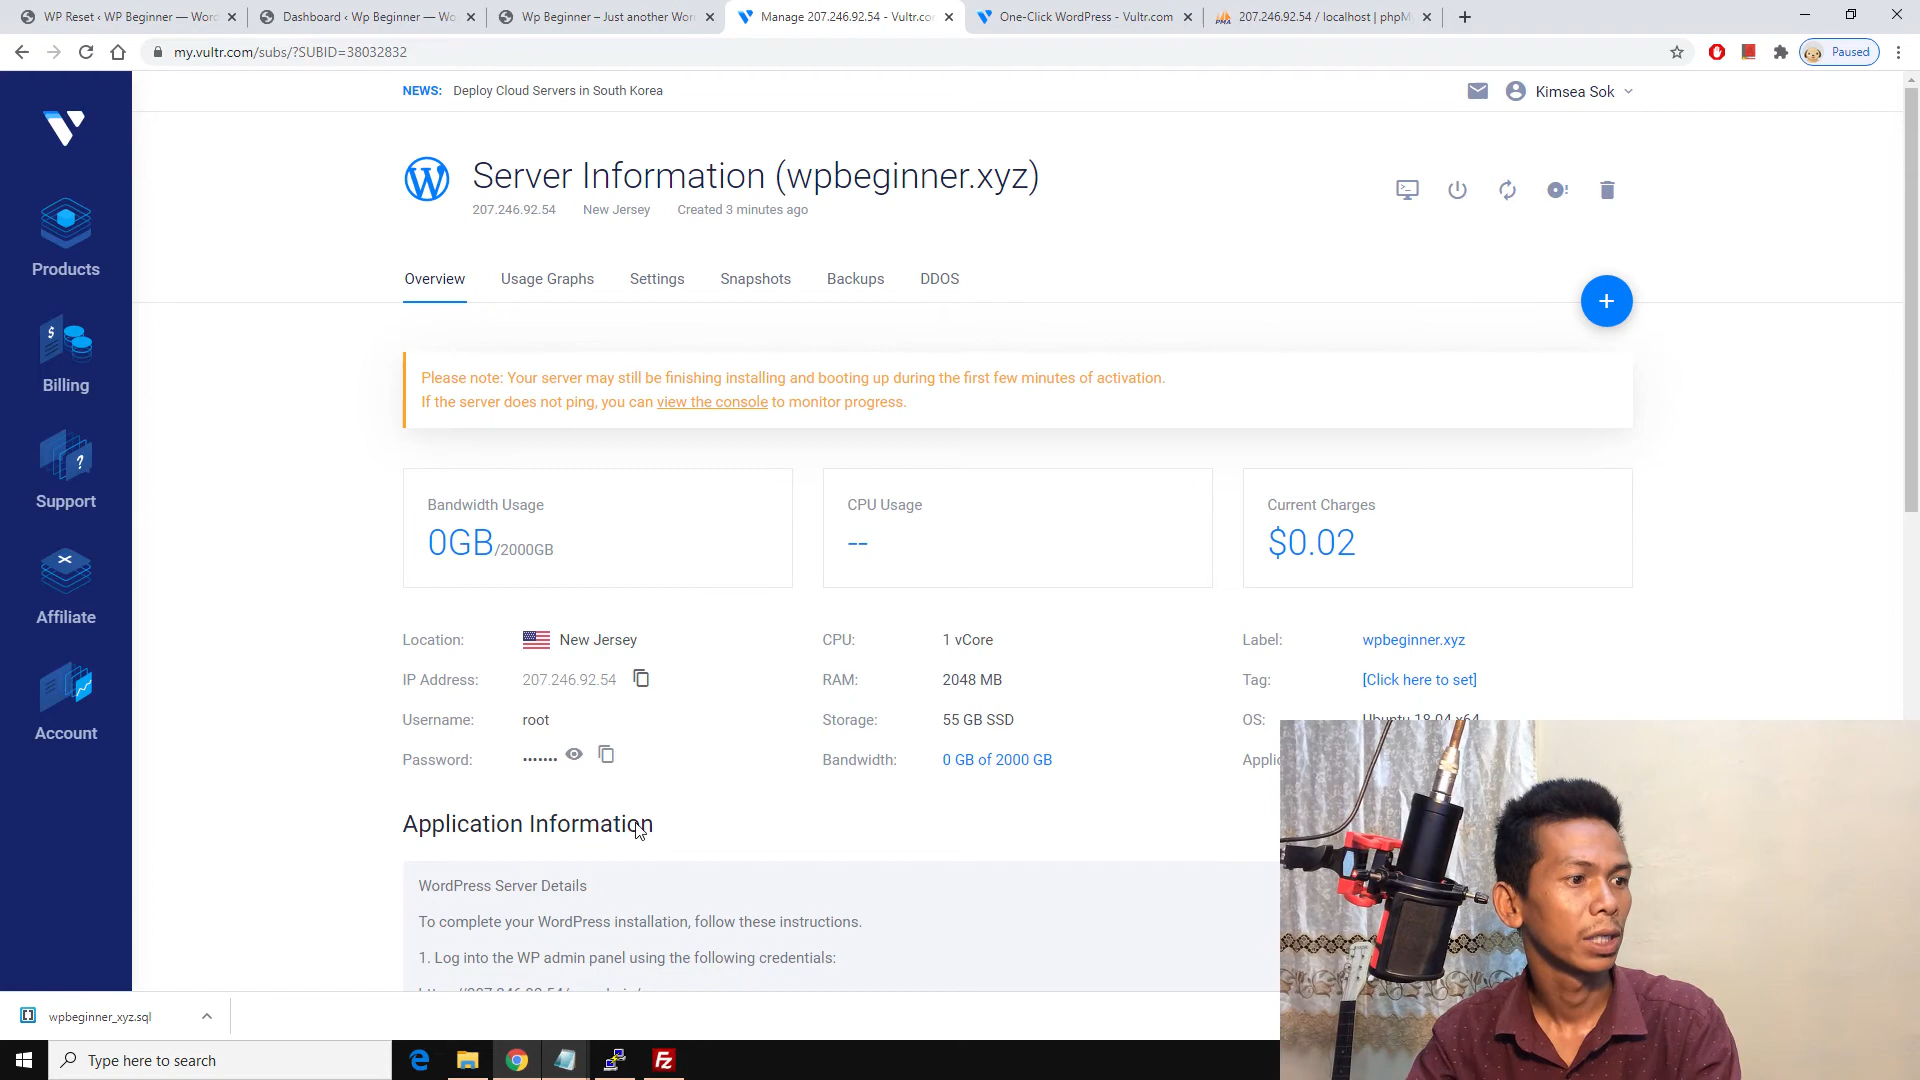 WP Reset ‹ WP Beginner — Wor
Dashboard ‹ Wp Beginner — Wo
Wp Beginner – Just another Wor
Manage 207.246.92.54 - Vultr.co
One-Click WordPress - Vultr.com
207.246.92.54 / localhost | phpM
my.vultr.com/subs/?SUBID=38032832
Paused
NEWS: Deploy Cloud Servers in South Korea
Kimsea Sok
Server Information (wpbeginner.xyz)
207.246.92.54 New Jersey Created 3 minutes ago
Products
Billing
Support
Affiliate
Account
Overview Usage Graphs Settings Snapshots Backups DDOS
Please note: Your server may still be finishing installing and booting up during the first few minutes of activation.
If the server does not ping, you can view the console to monitor progress.
Bandwidth Usage
0GB/2000GB
CPU Usage
--
Current Charges
$0.02
Location: New Jersey
IP Address: 207.246.92.54
Username: root
Password: •••••••
CPU: 1 vCore
RAM: 2048 MB
Storage: 55 GB SSD
Bandwidth: 0 GB of 2000 GB
Label: wpbeginner.xyz
Tag: [Click here to set]
OS: Ubuntu 18.04 x64
Applic
Application Information
WordPress Server Details
To complete your WordPress installation, follow these instructions.
1. Log into the WP admin panel using the following credentials:
wpbeginner_xyz.sql
Type here to search